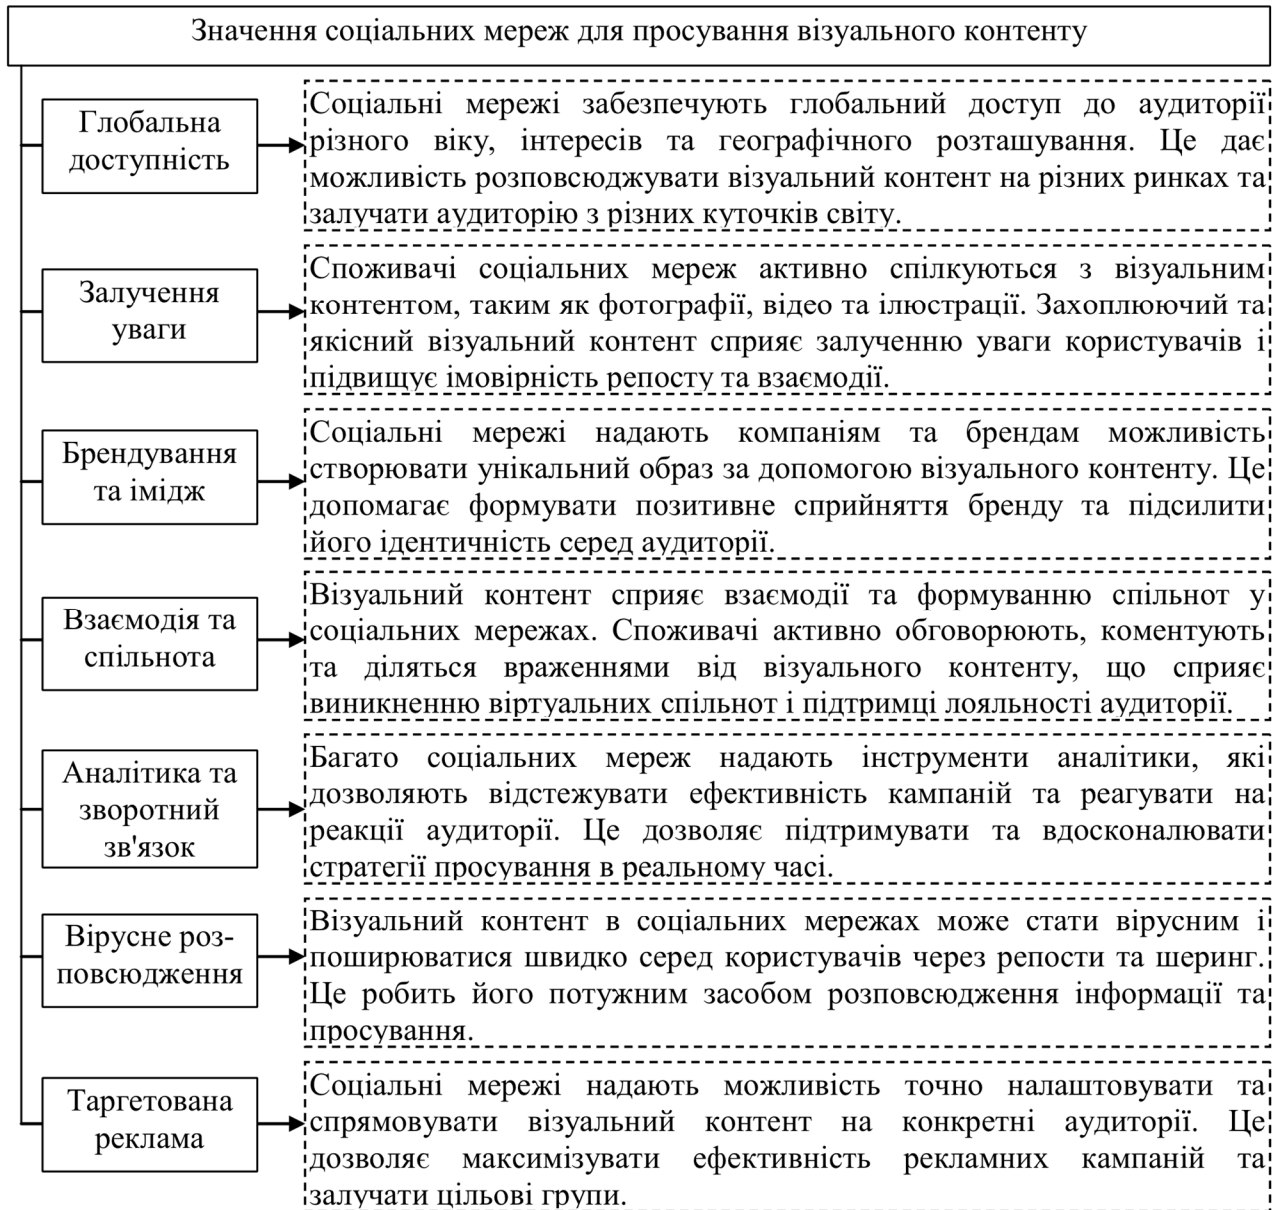 Значення соціальних мереж для просування візуального контенту
Глобальна
доступність
Соціальні мережі забезпечують глобальний доступ до аудиторії
різного віку, інтересів та географічного розташування. Це дає
можливість розповсюджувати візуальний контент на різних ринках та
залучати аудиторію з різних куточків світу.
Залучення
уваги
Споживачі соціальних мереж активно спілкуються з візуальним
контентом, таким як фотографії, відео та ілюстрації. Захоплюючий та
якісний візуальний контент сприяє залученню уваги користувачів і
підвищує імовірність репосту та взаємодії.
Брендування
та імідж
Соціальні мережі надають компаніям та брендам можливість
створювати унікальний образ за допомогою візуального контенту. Це
допомагає формувати позитивне сприйняття бренду та підсилити
його ідентичність серед аудиторії.
Взаємодія та
спільнота
Візуальний контент сприяє взаємодії та формуванню спільнот у
соціальних мережах. Споживачі активно обговорюють, коментують
та діляться враженнями від візуального контенту, що сприяє
виникненню віртуальних спільнот і підтримці лояльності аудиторії.
Аналітика та
зворотний
зв'язок
Багато соціальних мереж надають інструменти аналітики, які
дозволяють відстежувати ефективність кампаній та реагувати на
реакції аудиторії. Це дозволяє підтримувати та вдосконалювати
стратегії просування в реальному часі.
Вірусне роз-
повсюдження
Візуальний контент в соціальних мережах може стати вірусним і
поширюватися швидко серед користувачів через репости та шеринг.
Це робить його потужним засобом розповсюдження інформації та
просування.
Таргетована
реклама
Соціальні мережі надають можливість точно налаштовувати та
спрямовувати візуальний контент на конкретні аудиторії. Це
дозволяє максимізувати ефективність рекламних кампаній та
залучати цільові групи.